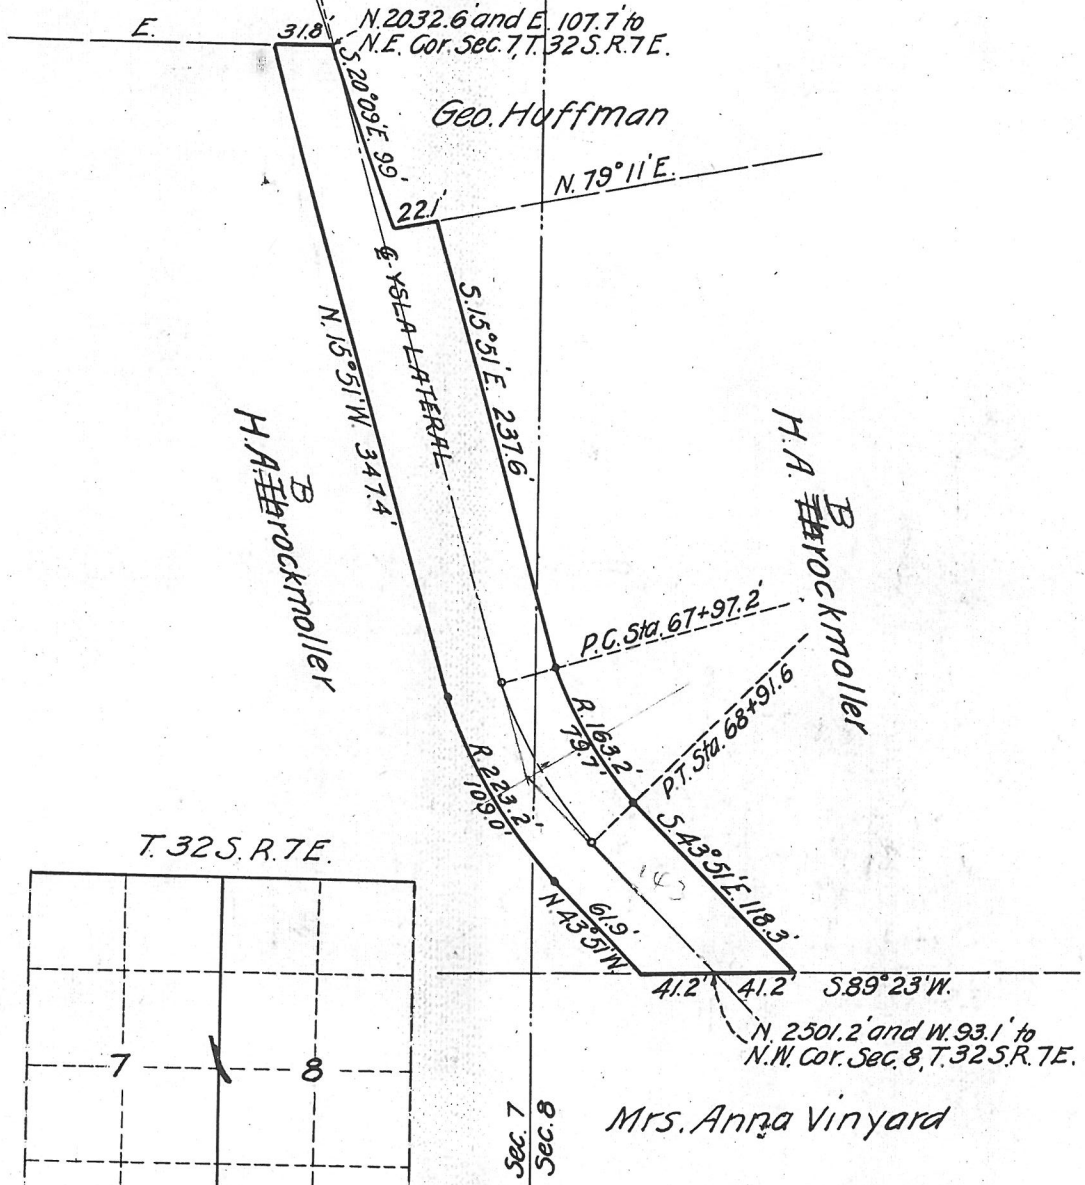 E.
31.8'
N. 2032.6' and E. 107.7' to
N.E. Cor. Sec. 7, T. 32 S. R. 7 E.
S. 20°09' E. 99'
Geo. Huffman
N. 79°11' E.
22.1'
℄ YSLA LATERAL
S. 15°51' E. 237.6'
N. 15°51' W. 347.4'
B
H.A. Throckmoller
B
H.A. Throckmoller
P.C. Sta. 67+97.2'
P.T. Sta. 68+91.6
R. 163.2'
79.7'
R. 223.2'
109.0'
S. 43°51' E. 118.3'
143
61.9'
N 43°51' W.
41.2'
41.2'
S. 89°23' W.
N. 2501.2' and W. 93.1' to
N.W. Cor. Sec. 8, T. 32 S. R. 7 E.
T. 32 S. R. 7 E.
7
8
Sec. 7
Sec. 8
Mrs. Anna Vinyard